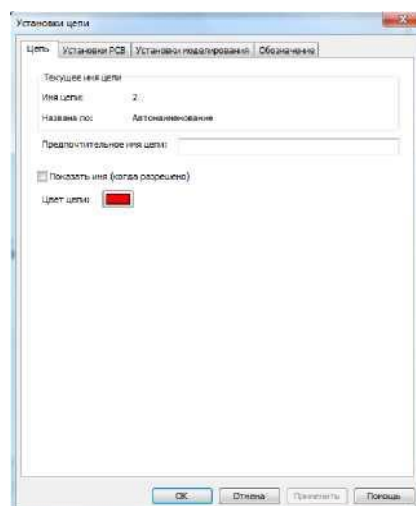 Установки цепи
Цепь Установки PCB Установки моделирования Обозначение
Текущее имя цепи
Имя цепи: 2
Названа по: Автонаименование
Предпочтительное имя цепи:
Показать имя (когда разрешено)
Цвет цепи:
OK Отмена Применить Помощь